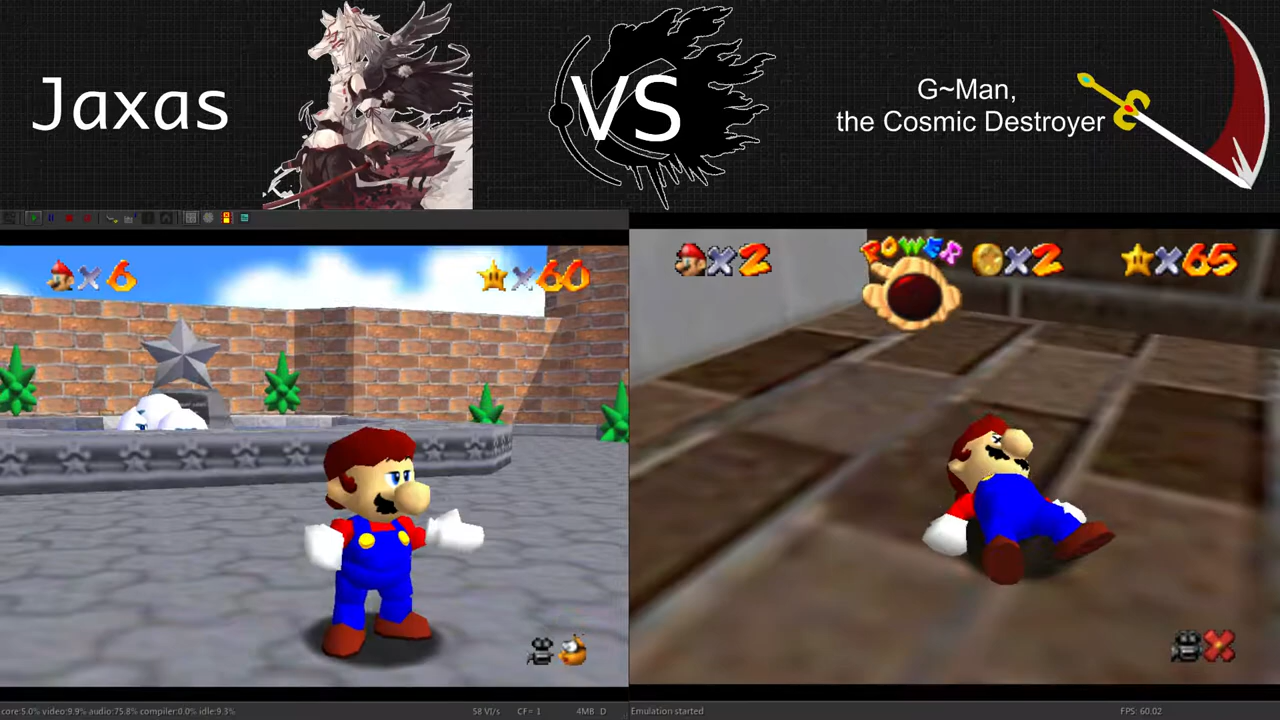 Jaxas
VS
G~Man,
the Cosmic Destroyer
×6
×60
×2
POWER
×2
×65
core:5.0% video:9.9% audio:75.8% compiler:0.0% idle:9.3%
58 VI/s
CF= 1
4MB D
Emulation started
FPS: 60.02